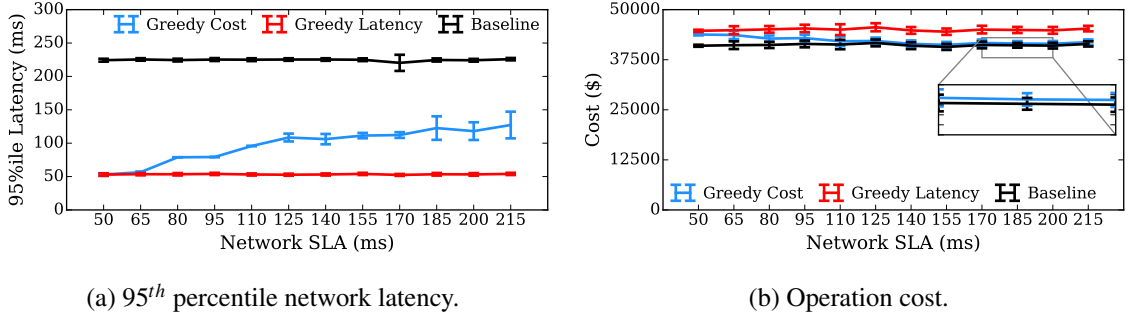 Greedy Cost Greedy Latency Baseline
300
250
200
150
100
50
0
95%ile Latency (ms)
50 65 80 95 110 125 140 155 170 185 200 215
Network SLA (ms)
(a) 95th percentile network latency.
50000
37500
25000
12500
0
Cost ($)
Greedy Cost Greedy Latency Baseline
50 65 80 95 110 125 140 155 170 185 200 215
Network SLA (ms)
(b) Operation cost.